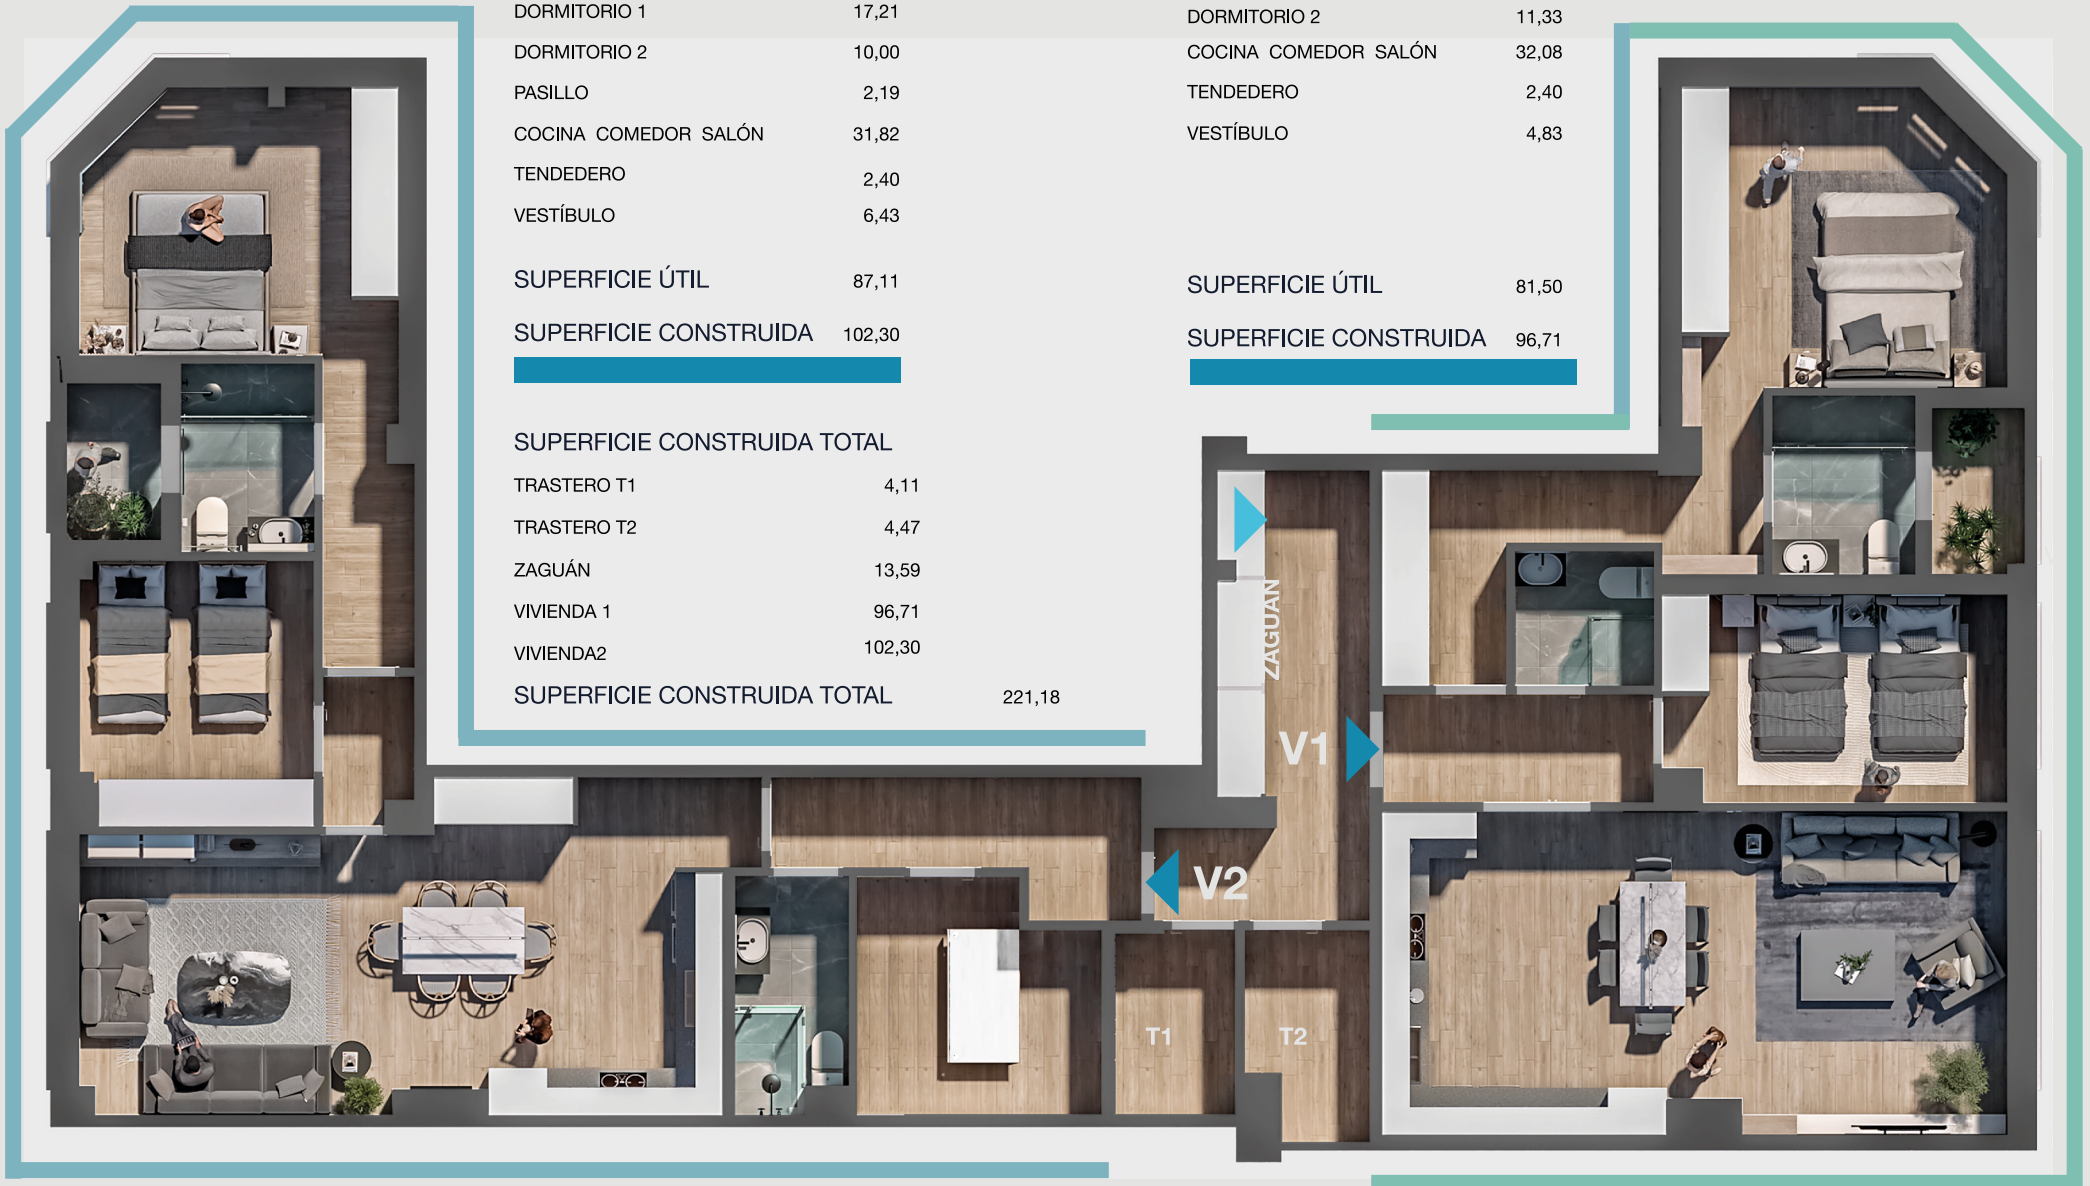 DORMITORIO 1 17,21
DORMITORIO 2 10,00
PASILLO 2,19
COCINA COMEDOR SALÓN 31,82
TENDEDERO 2,40
VESTÍBULO 6,43
SUPERFICIE ÚTIL 87,11
SUPERFICIE CONSTRUIDA 102,30
DORMITORIO 2 11,33
COCINA COMEDOR SALÓN 32,08
TENDEDERO 2,40
VESTÍBULO 4,83
SUPERFICIE ÚTIL 81,50
SUPERFICIE CONSTRUIDA 96,71
SUPERFICIE CONSTRUIDA TOTAL
TRASTERO T1 4,11
TRASTERO T2 4,47
ZAGUÁN 13,59
VIVIENDA 1 96,71
VIVIENDA2 102,30
SUPERFICIE CONSTRUIDA TOTAL 221,18
ZAGUÁN
V1
V2
T1
T2